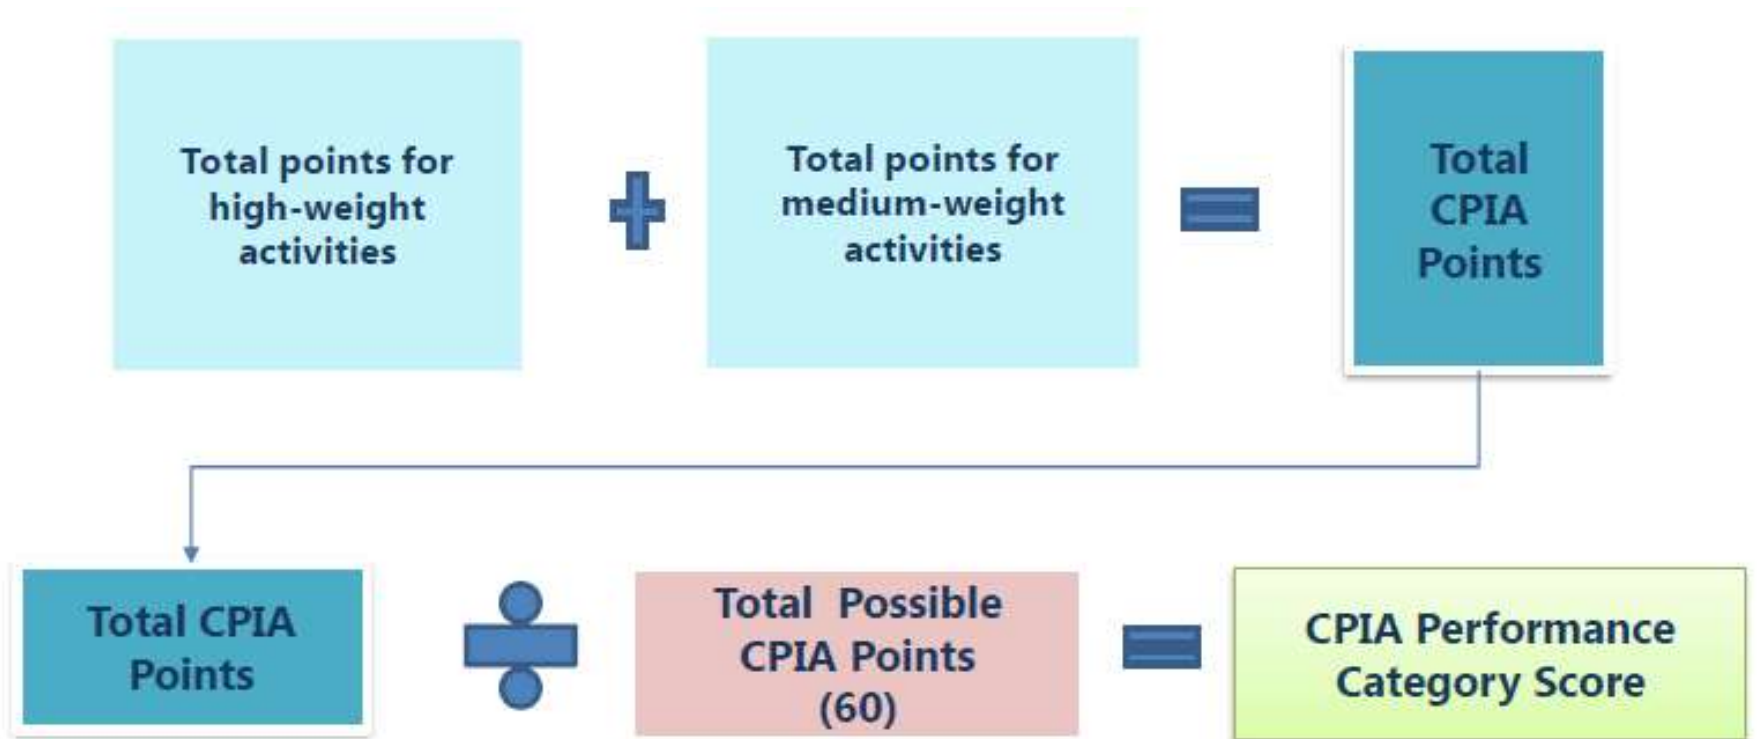 Total points for
high-weight
activities
Total points for
medium-weight
activities
Total
CPIA
Points
Total CPIA
Points
Total Possible
CPIA Points
(60)
CPIA Performance
Category Score